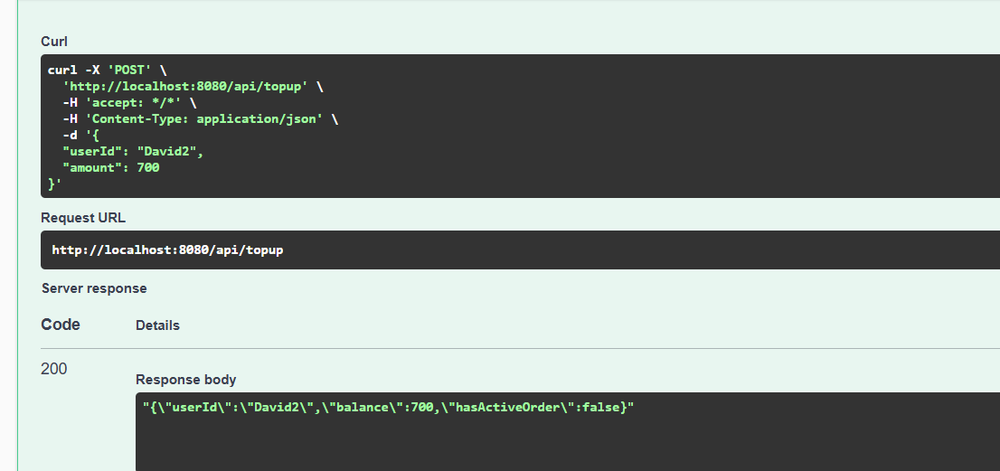 Curl
curl -X 'POST' \
'http://localhost:8080/api/topup' \
-H 'accept: */*' \
-H 'Content-Type: application/json' \
-d '{
"userId": "David2",
"amount": 700
}'
Request URL
http://localhost:8080/api/topup
Server response
Code Details
200
Response body
"{\"userId\":\"David2\",\"balance\":700,\"hasActiveOrder\":false}"